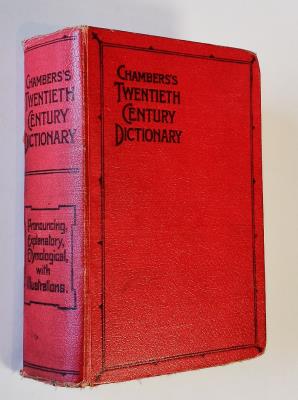 CHAMBERS'S
TWENTIETH
CENTURY
DICTIONARY
Pronouncing,
Explanatory,
Etymological,
with
Illustrations.
CHAMBERS'S
TWENTIETH
CENTURY
DICTIONARY